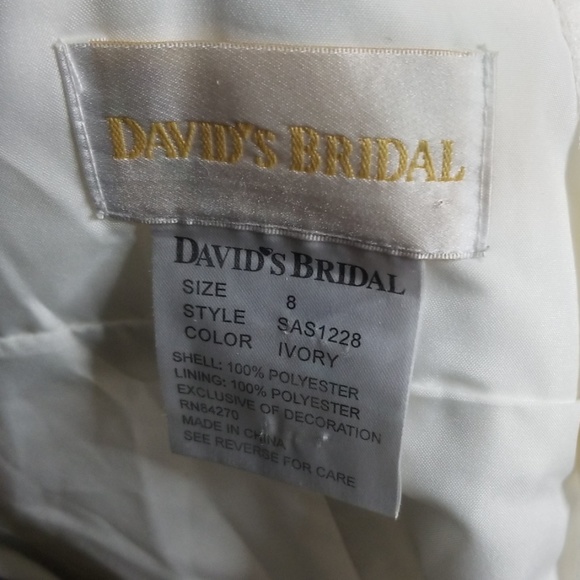 DAVID'S BRIDAL
DAVID'S BRIDAL
SIZE 8
STYLE SAS1228
COLOR IVORY
SHELL: 100% POLYESTER
LINING: 100% POLYESTER
EXCLUSIVE OF DECORATION
RN84270
MADE IN CHINA
SEE REVERSE FOR CARE